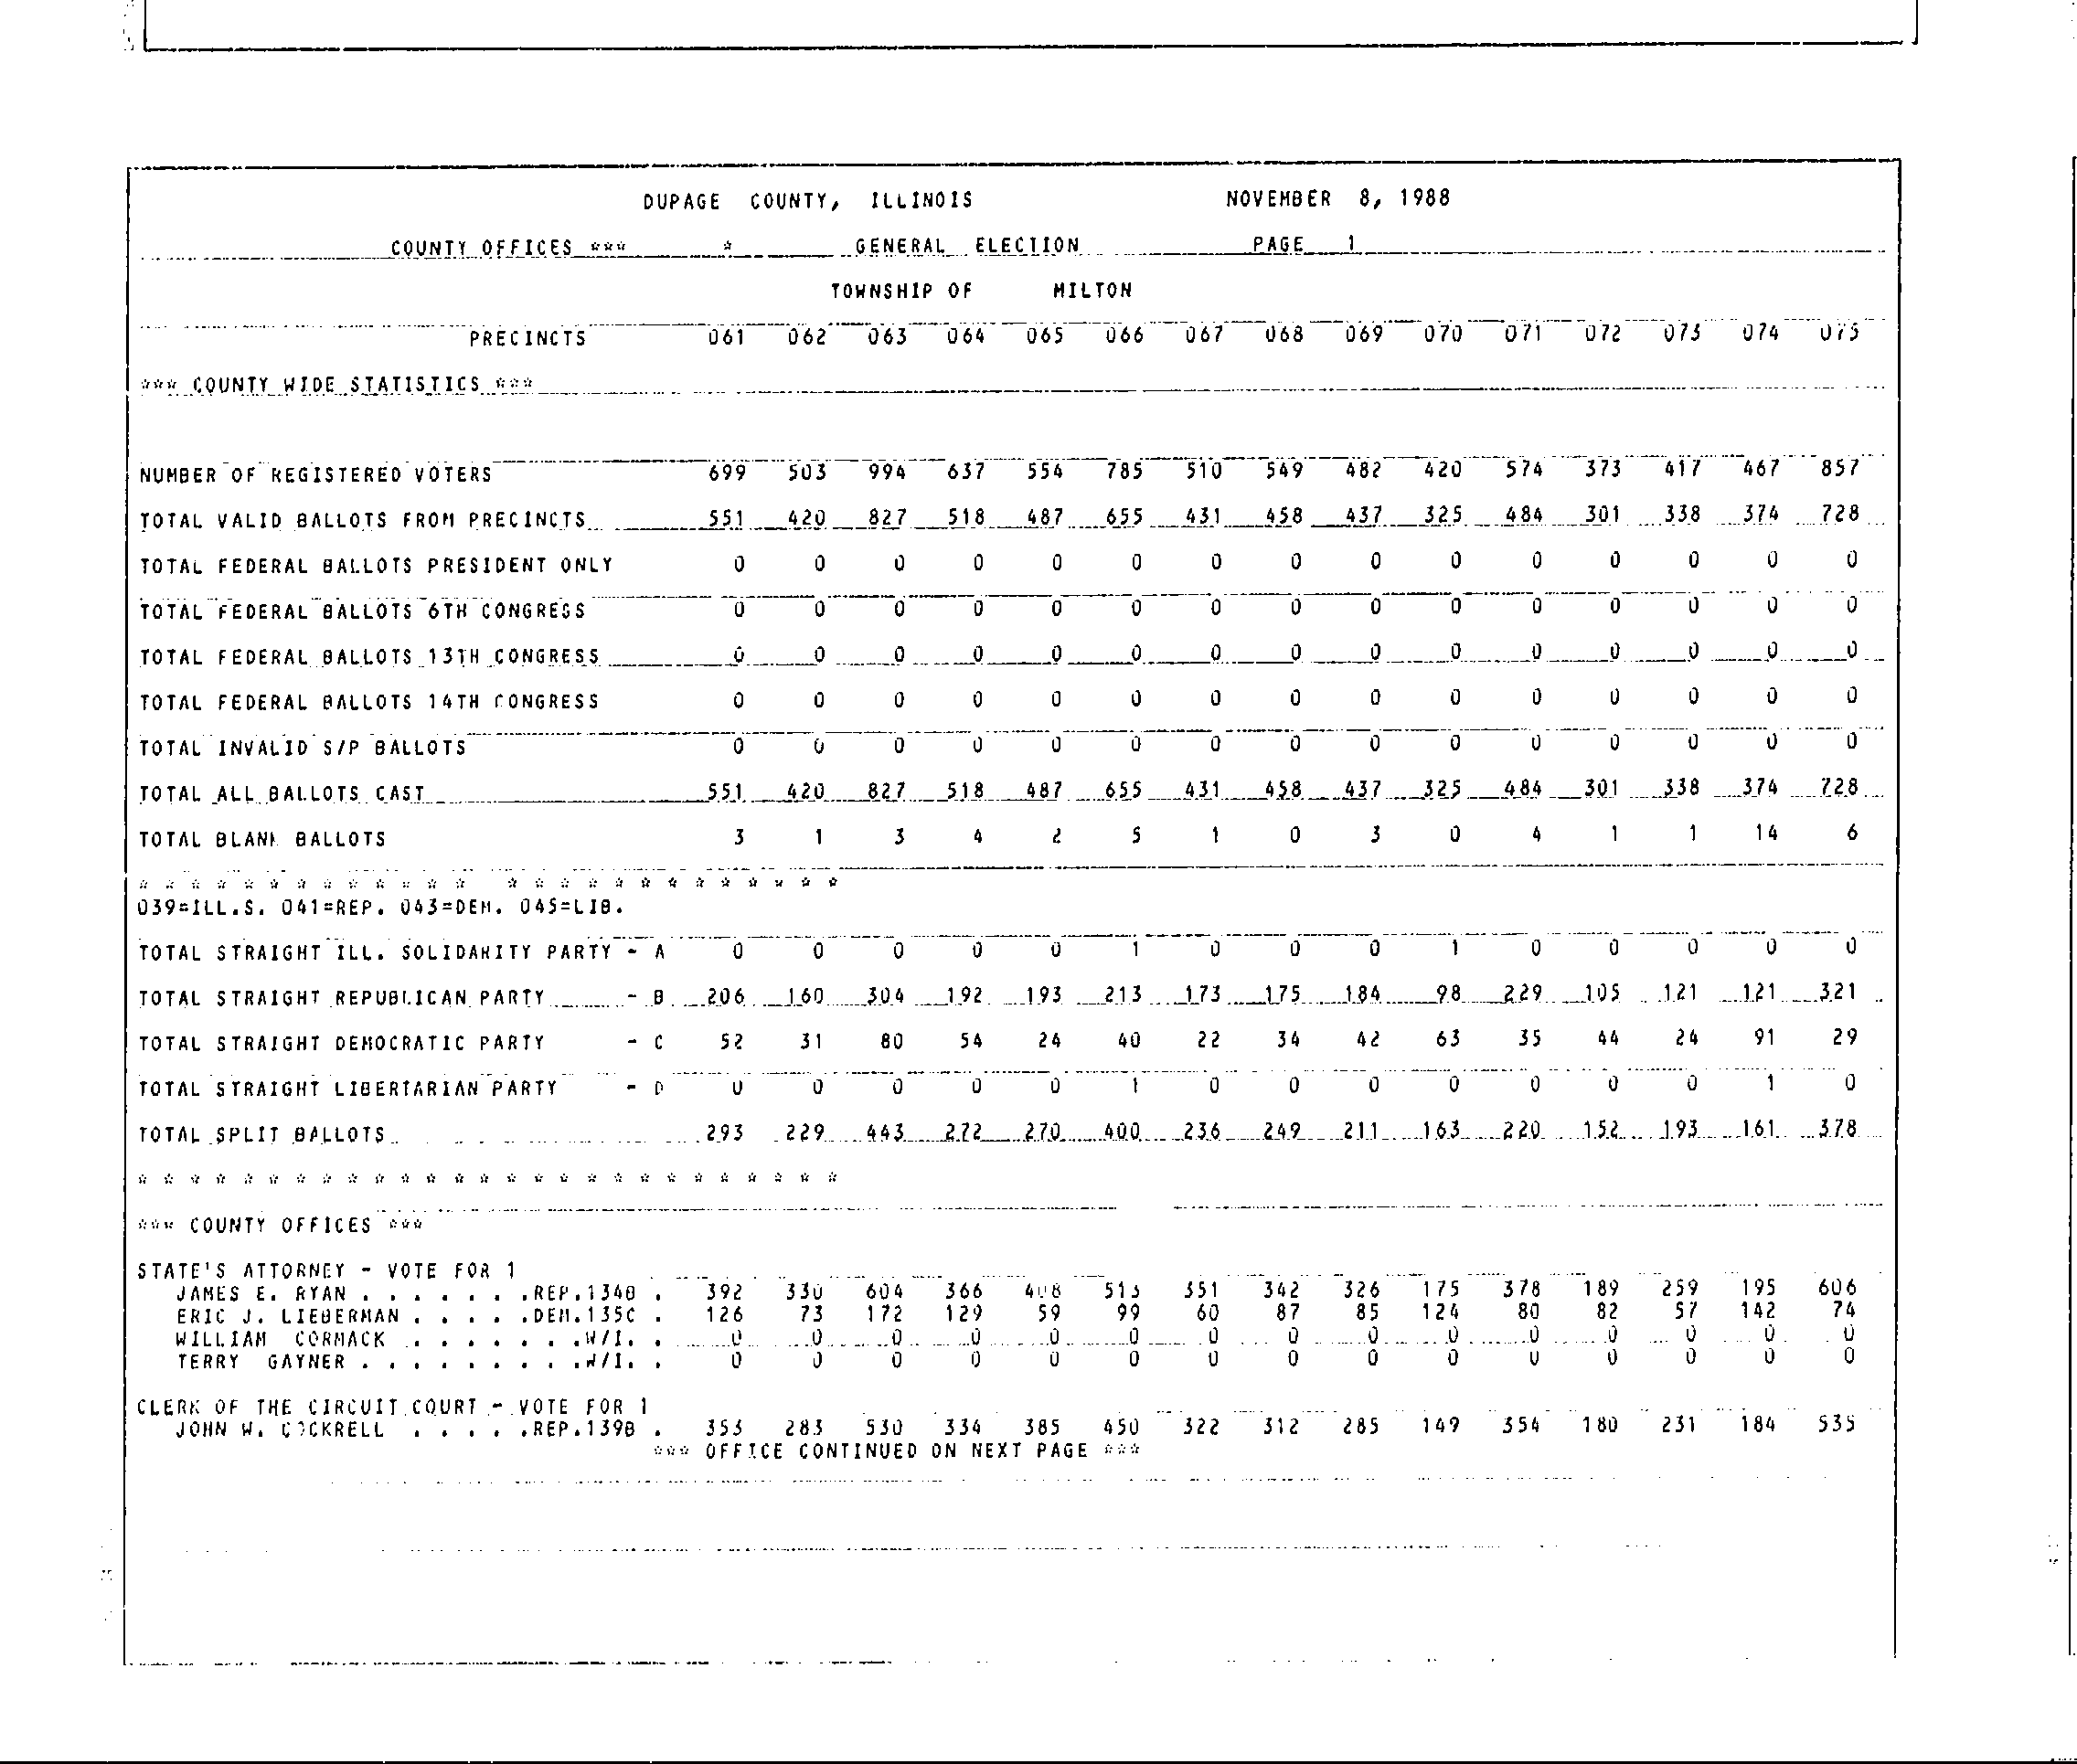 DUPAGE COUNTY, ILLINOIS NOVEMBER 8, 1988
COUNTY OFFICES *** * GENERAL ELECTION PAGE 1
TOWNSHIP OF MILTON
PRECINCTS 061 062 063 064 065 066 067 068 069 070 071 072 073 074 075
*** COUNTY WIDE STATISTICS ***
NUMBER OF REGISTERED VOTERS 699 503 994 637 554 785 510 549 482 420 574 373 417 467 857
TOTAL VALID BALLOTS FROM PRECINCTS 551 420 827 518 487 655 431 458 437 325 484 301 338 374 728
TOTAL FEDERAL BALLOTS PRESIDENT ONLY 0 0 0 0 0 0 0 0 0 0 0 0 0 0 0
TOTAL FEDERAL BALLOTS 6TH CONGRESS 0 0 0 0 0 0 0 0 0 0 0 0 0 0 0
TOTAL FEDERAL BALLOTS 13TH CONGRESS 0 0 0 0 0 0 0 0 0 0 0 0 0 0 0
TOTAL FEDERAL BALLOTS 14TH CONGRESS 0 0 0 0 0 0 0 0 0 0 0 0 0 0 0
TOTAL INVALID S/P BALLOTS 0 0 0 0 0 0 0 0 0 0 0 0 0 0 0
TOTAL ALL BALLOTS CAST 551 420 827 518 487 655 431 458 437 325 484 301 338 374 728
TOTAL BLANK BALLOTS 3 1 3 4 2 5 1 0 3 0 4 1 1 14 6
* * * * * * * * * * * * * * * * * * * * * * * * * *
039=ILL.S. 041=REP. 043=DEM. 045=LIB.
TOTAL STRAIGHT ILL. SOLIDARITY PARTY - A 0 0 0 0 0 1 0 0 0 1 0 0 0 0 0
TOTAL STRAIGHT REPUBLICAN PARTY - B 206 160 304 192 193 213 173 175 184 98 229 105 121 121 321
TOTAL STRAIGHT DEMOCRATIC PARTY - C 52 31 80 54 24 40 22 34 42 63 35 44 24 91 29
TOTAL STRAIGHT LIBERTARIAN PARTY - D 0 0 0 0 0 1 0 0 0 0 0 0 0 1 0
TOTAL SPLIT BALLOTS 293 229 443 272 270 400 236 249 211 163 220 152 193 161 378
* * * * * * * * * * * * * * * * * * * * * * * * * * *
*** COUNTY OFFICES ***
STATE'S ATTORNEY - VOTE FOR 1
JAMES E. RYAN . . . . . . .REP.134B . 392 330 604 366 408 513 351 342 326 175 378 189 259 195 606
ERIC J. LIEBERMAN . . . . .DEM.135C . 126 73 172 129 59 99 60 87 85 124 80 82 57 142 74
WILLIAM CORMACK . . . . . . .W/I. . 0 0 0 0 0 0 0 0 0 0 0 0 0 0 0
TERRY GAYNER . . . . . . . . .W/I. . 0 0 0 0 0 0 0 0 0 0 0 0 0 0 0
CLERK OF THE CIRCUIT COURT - VOTE FOR 1
JOHN W. COCKRELL . . . . .REP.139B . 353 283 530 334 385 450 322 312 285 149 354 180 231 184 535
*** OFFICE CONTINUED ON NEXT PAGE ***